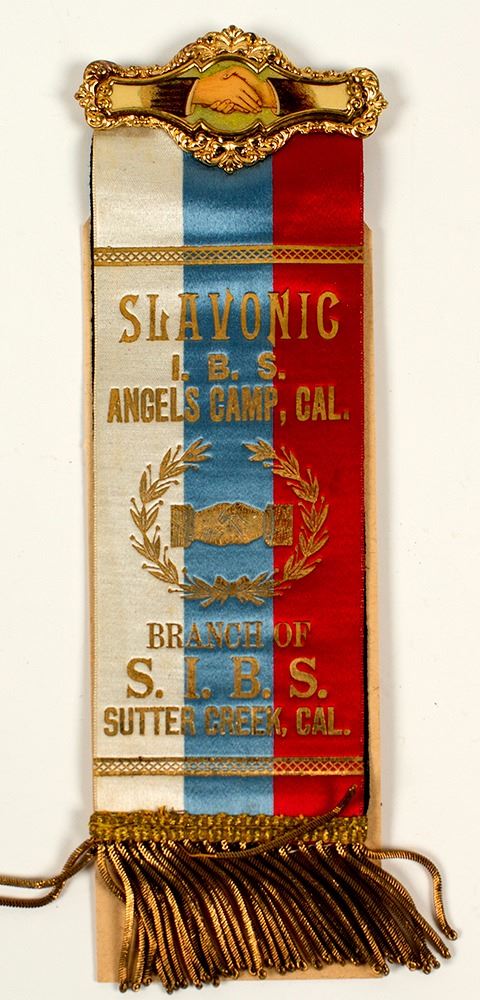 SLAVONIC
I. B. S.
ANGELS CAMP, CAL.
BRANCH OF
S. I. B. S.
SUTTER CREEK, CAL.